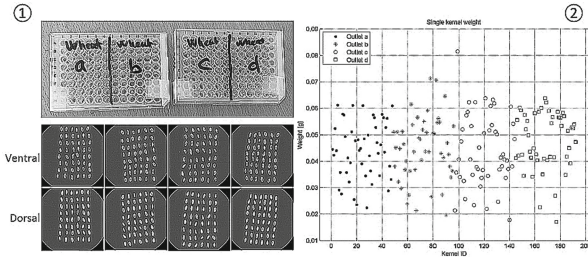 ①
Wheat
a
Wheat
b
Wheat
c
Wheat
d
Ventral
Dorsal
②
Single kernel weight
Outlet a
Outlet b
Outlet c
Outlet d
Weight [g]
0.09
0.08
0.07
0.06
0.05
0.04
0.03
0.02
0.01
0 20 40 60 80 100 120 140 160 180 200
Kernel ID